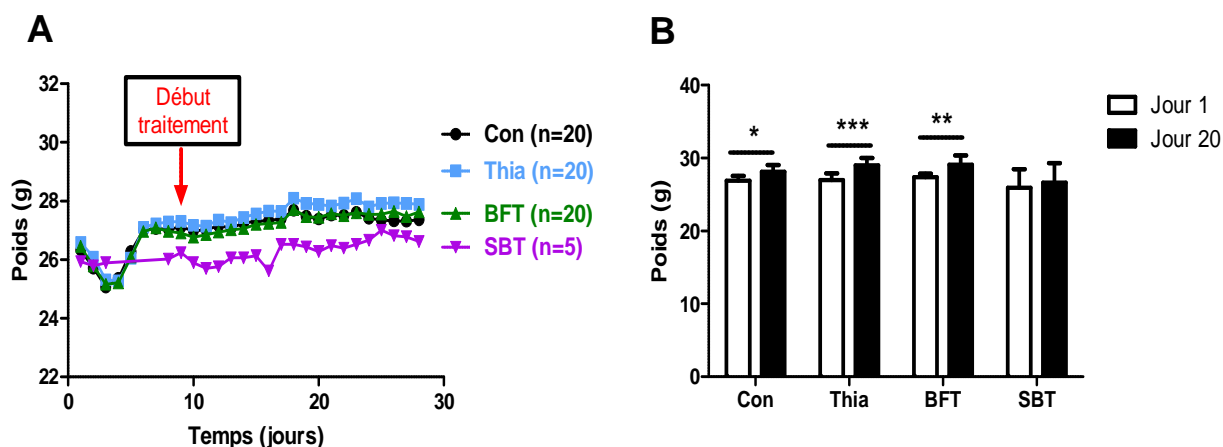 A
32
30
28
26
24
22
Poids (g)
0
10
20
30
Temps (jours)
Début
traitement
Con (n=20)
Thia (n=20)
BFT (n=20)
SBT (n=5)
B
40
30
20
10
0
Poids (g)
*
***
**
Con
Thia
BFT
SBT
Jour 1
Jour 20